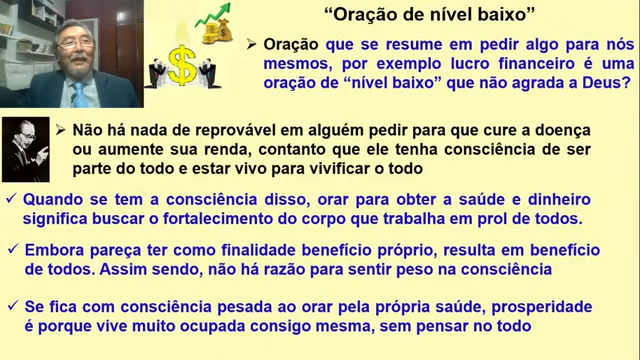 “Oração de nível baixo”
➢ Oração que se resume em pedir algo para nós
mesmos, por exemplo lucro financeiro é uma
oração de “nível baixo” que não agrada a Deus?
➢ Não há nada de reprovável em alguém pedir para que cure a doença
ou aumente sua renda, contanto que ele tenha consciência de ser
parte do todo e estar vivo para vivificar o todo
✓ Quando se tem a consciência disso, orar para obter a saúde e dinheiro
significa buscar o fortalecimento do corpo que trabalha em prol de todos.
✓ Embora pareça ter como finalidade benefício próprio, resulta em benefício
de todos. Assim sendo, não há razão para sentir peso na consciência
✓ Se fica com consciência pesada ao orar pela própria saúde, prosperidade
é porque vive muito ocupada consigo mesma, sem pensar no todo